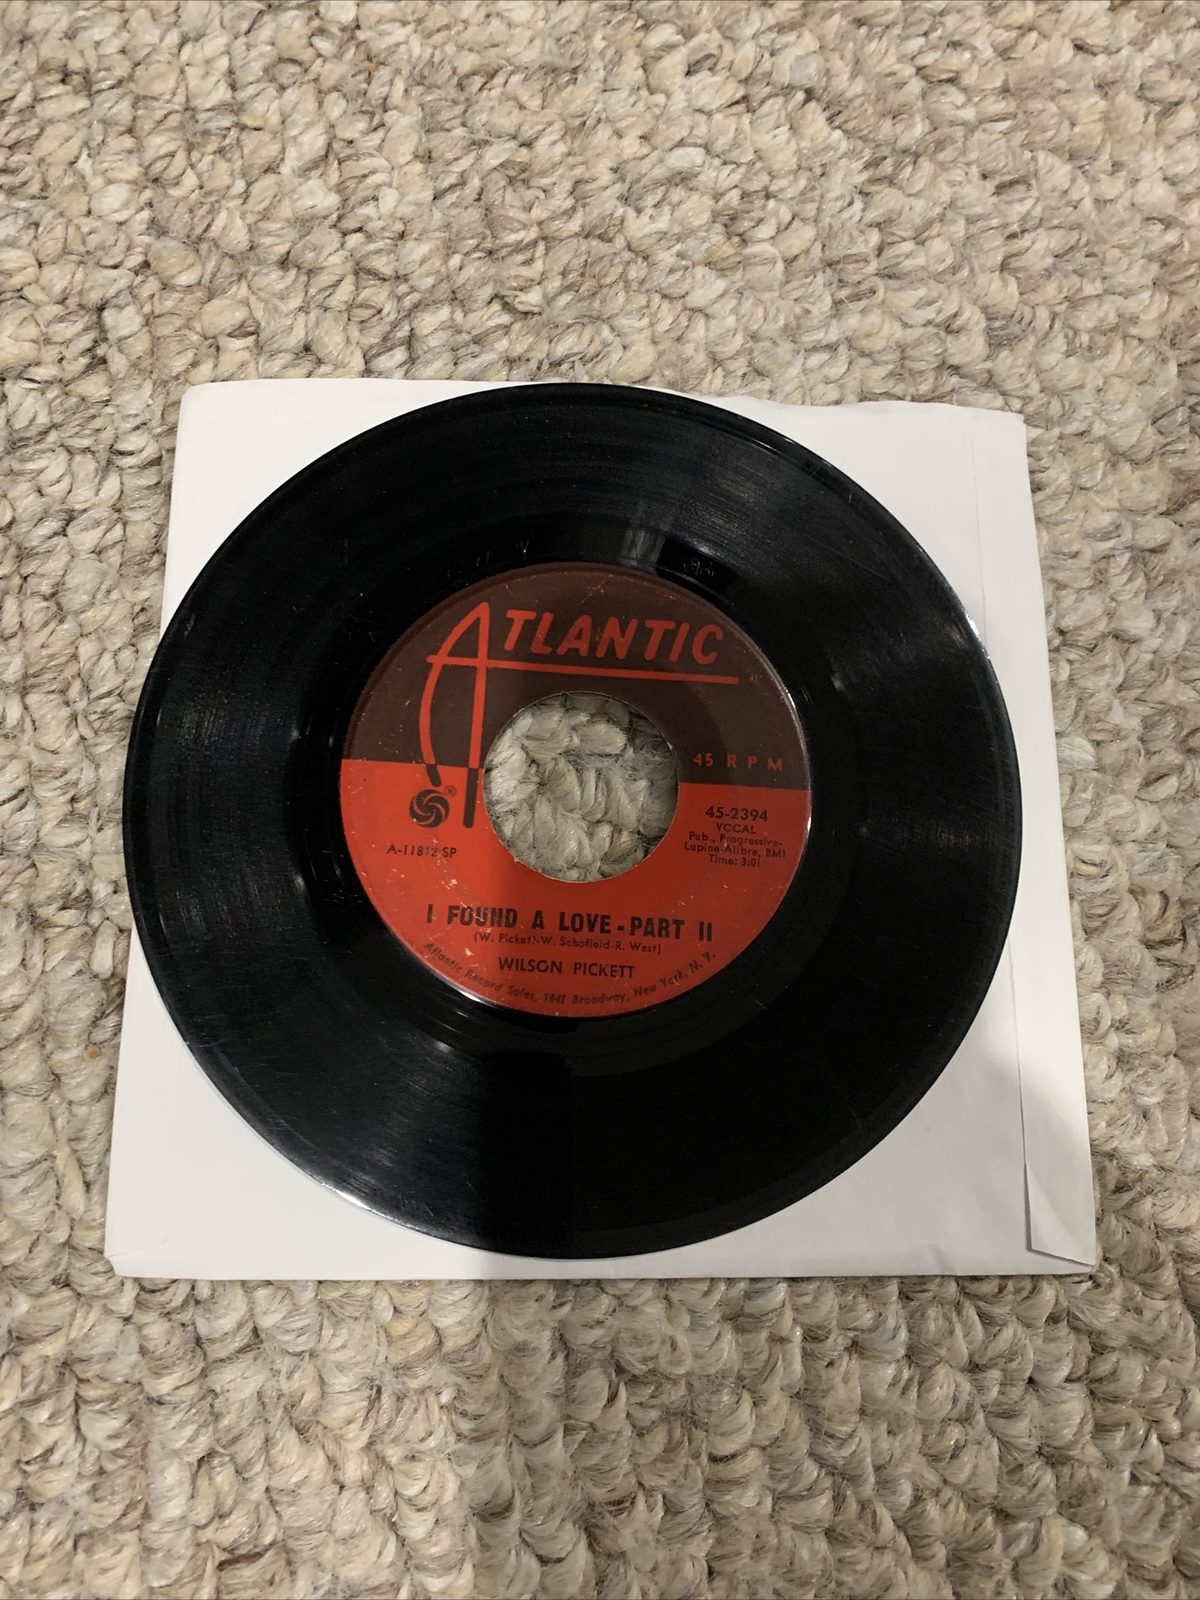 ATLANTIC
45 RPM
®
45-2394
VOCAL
Pub., Progressive-
Lupine-Alibre, BMI
Time: 3:01
A-11812 SP
I FOUND A LOVE - PART II
(W. Pickett-W. Schofield-R. West)
WILSON PICKETT
Atlantic Record Sales, 1841 Broadway, New York, N. Y.